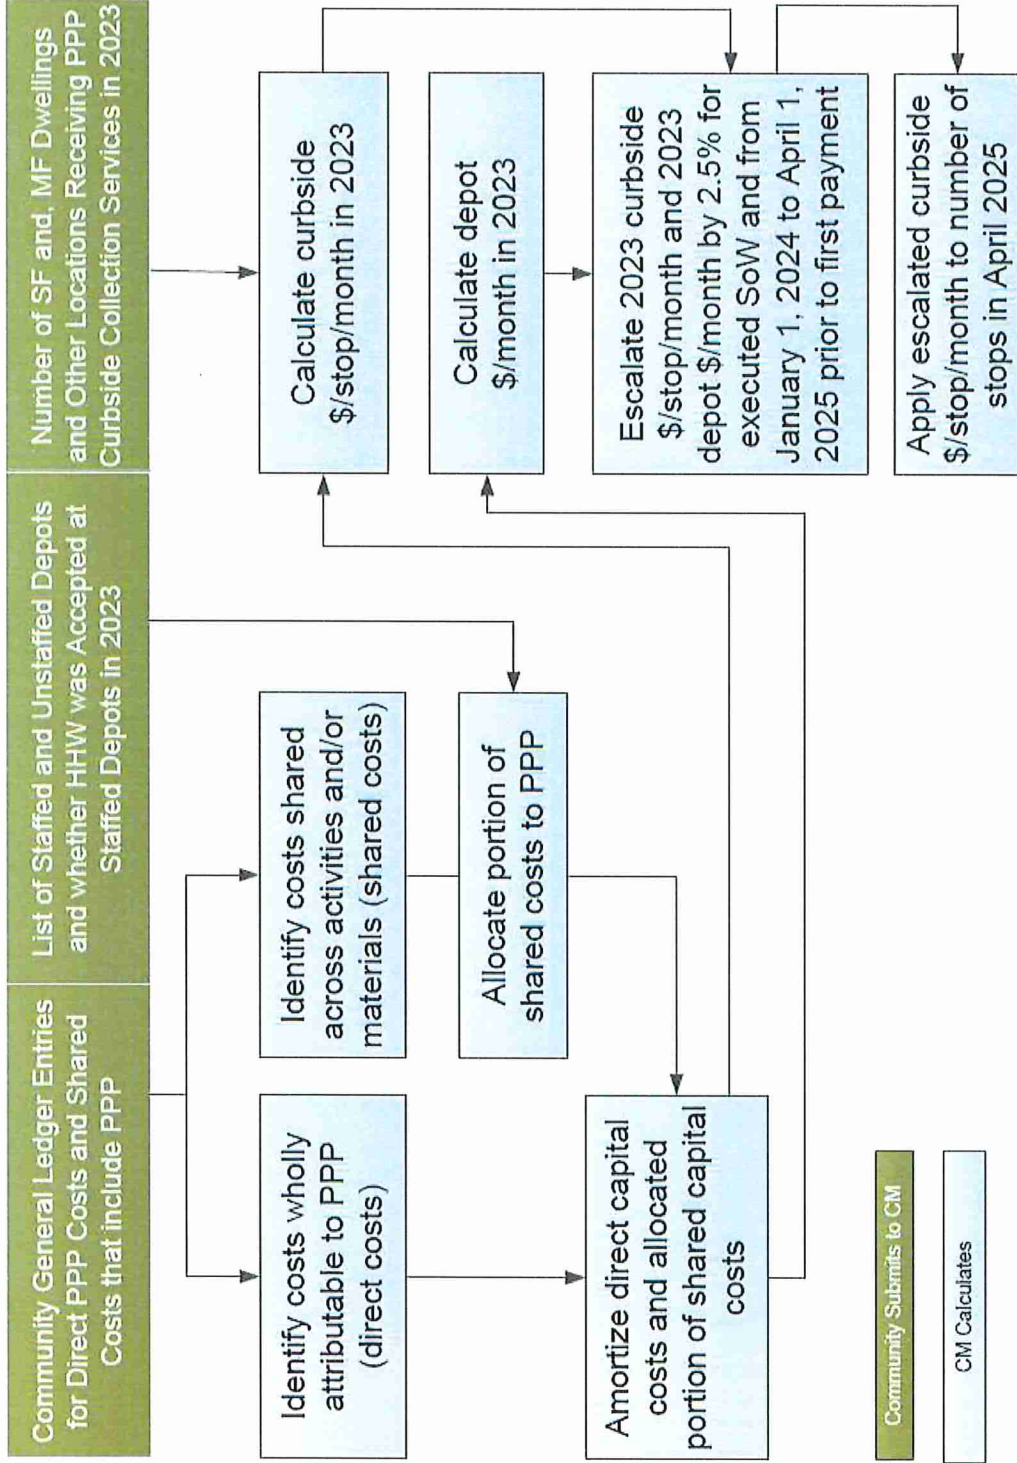 Community General Ledger Entries
for Direct PPP Costs and Shared
Costs that include PPP
List of Staffed and Unstaffed Depots
and whether HHW was Accepted at
Staffed Depots in 2023
Number of SF and, MF Dwellings
and Other Locations Receiving PPP
Curbside Collection Services in 2023
Identify costs wholly
attributable to PPP
(direct costs)
Identify costs shared
across activities and/or
materials (shared costs)
Allocate portion of
shared costs to PPP
Amortize direct capital
costs and allocated
portion of shared capital
costs
Calculate curbside
$/stop/month in 2023
Calculate depot
$/month in 2023
Escalate 2023 curbside
$/stop/month and 2023
depot $/month by 2.5% for
executed SoW and from
January 1, 2024 to April 1,
2025 prior to first payment
Apply escalated curbside
$/stop/month to number of
stops in April 2025
Community Submits to CM
CM Calculates